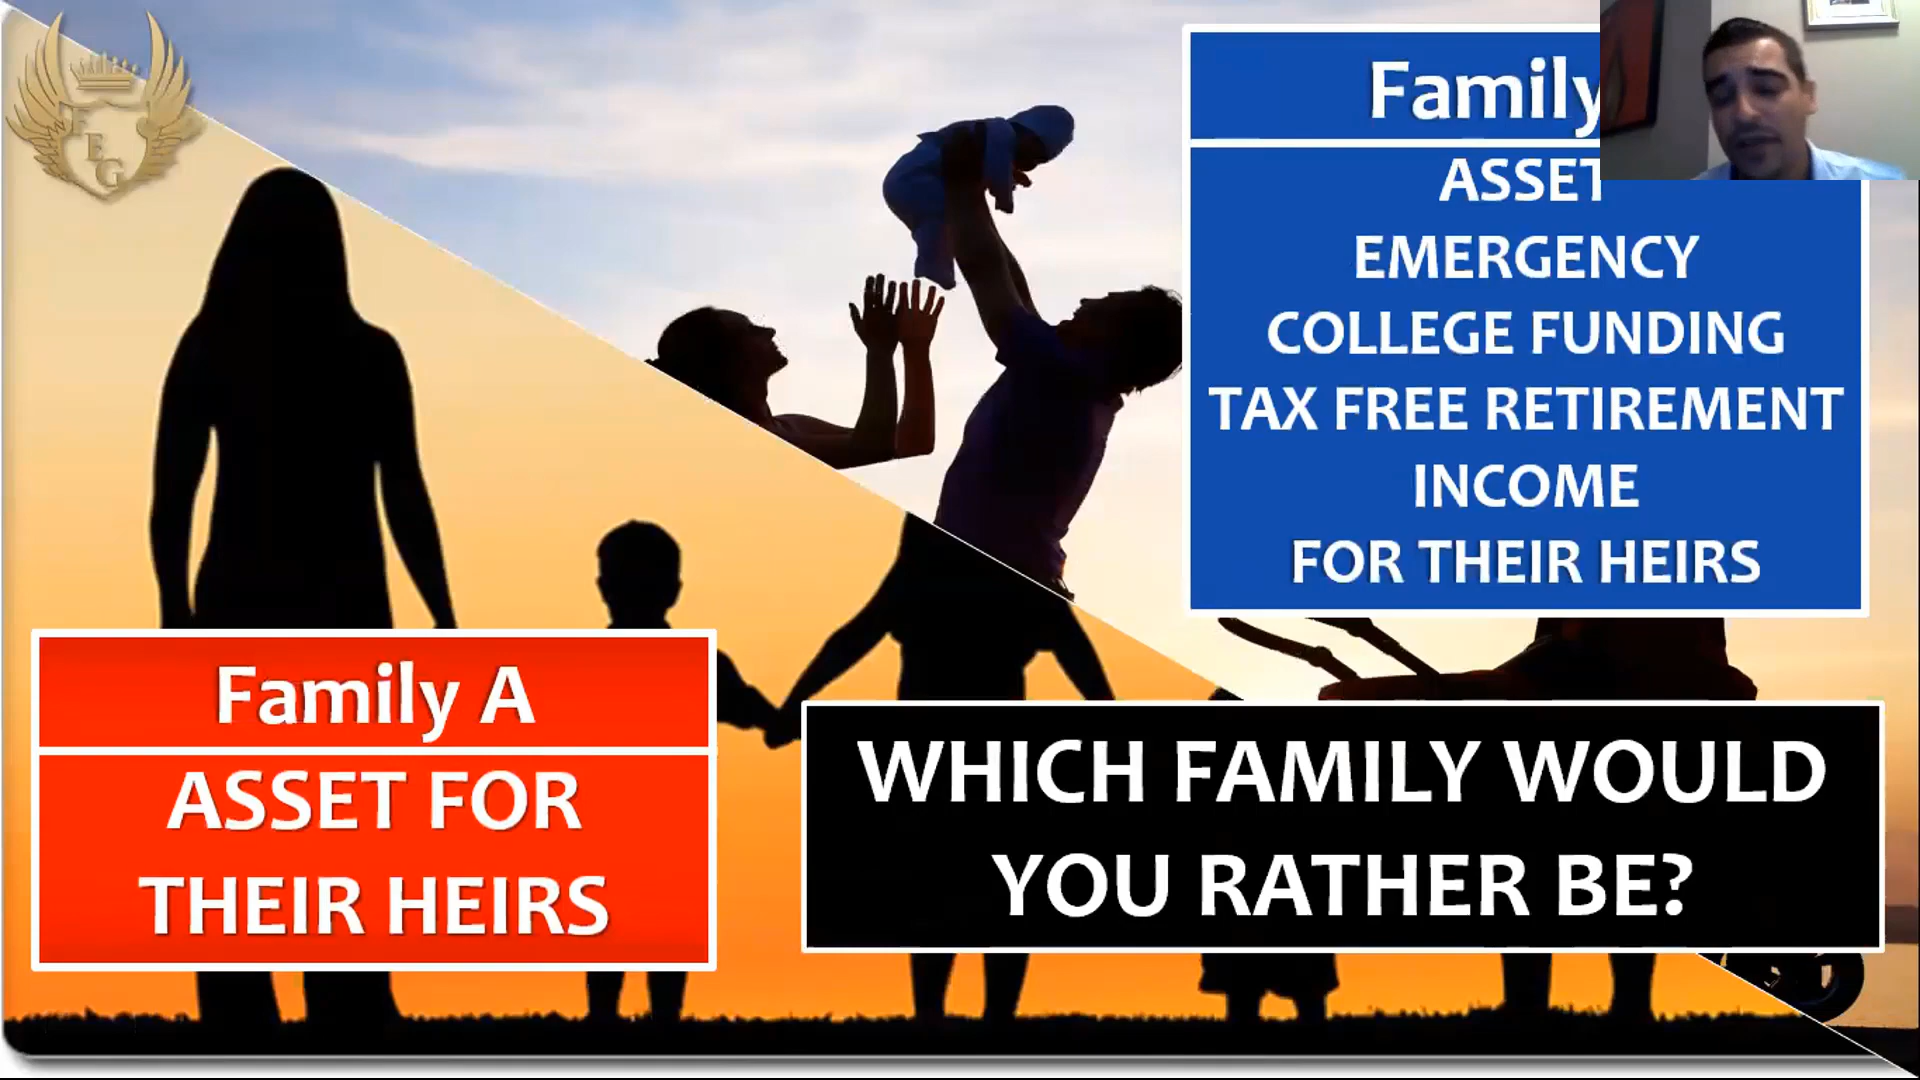 FEG
Family
ASSET
EMERGENCY
COLLEGE FUNDING
TAX FREE RETIREMENT
INCOME
FOR THEIR HEIRS
Family A
ASSET FOR
THEIR HEIRS
WHICH FAMILY WOULD
YOU RATHER BE?